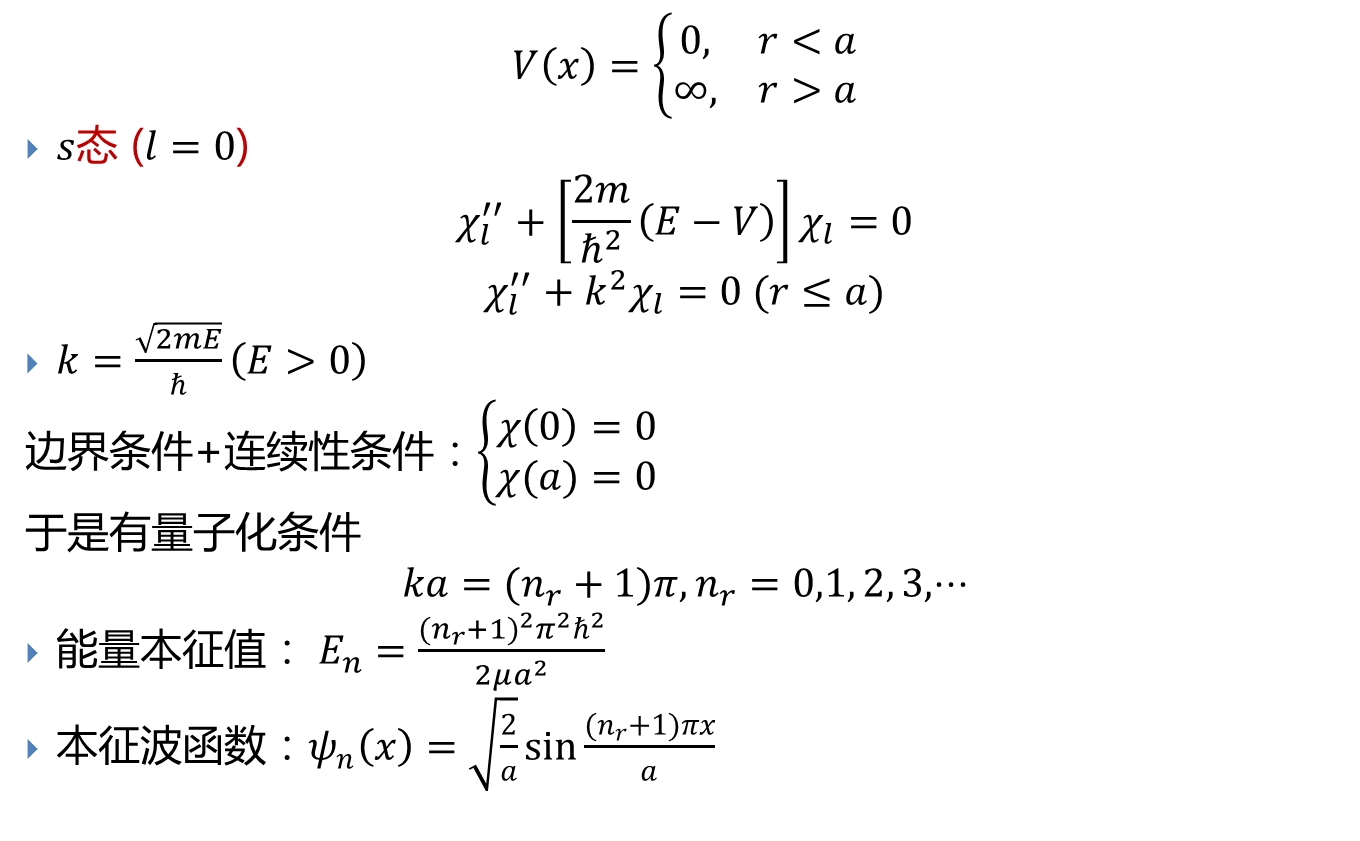 V(x) = {0, r < a
∞, r > a
s态 (l = 0)
χ_l′′ + [2m/ħ² (E − V)] χ_l = 0
χ_l′′ + k²χ_l = 0 (r ≤ a)
k = √(2mE)/ħ (E > 0)
边界条件+连续性条件：{χ(0) = 0
χ(a) = 0
于是有量子化条件
ka = (n_r + 1)π, n_r = 0,1, 2, 3,⋯
能量本征值： E_n = (n_r+1)²π²ħ²/2μa²
本征波函数：ψ_n(x) = √(2/a) sin (n_r+1)πx/a